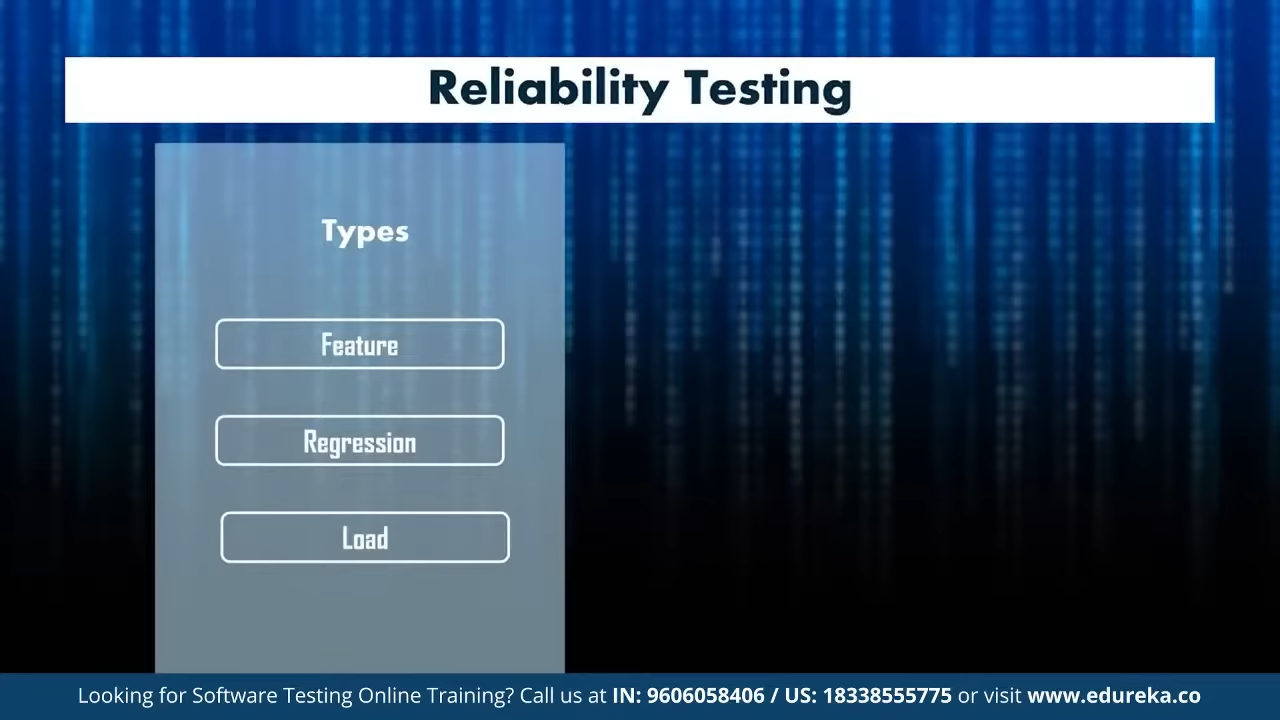 Reliability Testing
Types
Feature
Regression
Load
Looking for Software Testing Online Training? Call us at IN: 9606058406 / US: 18338555775 or visit www.edureka.co